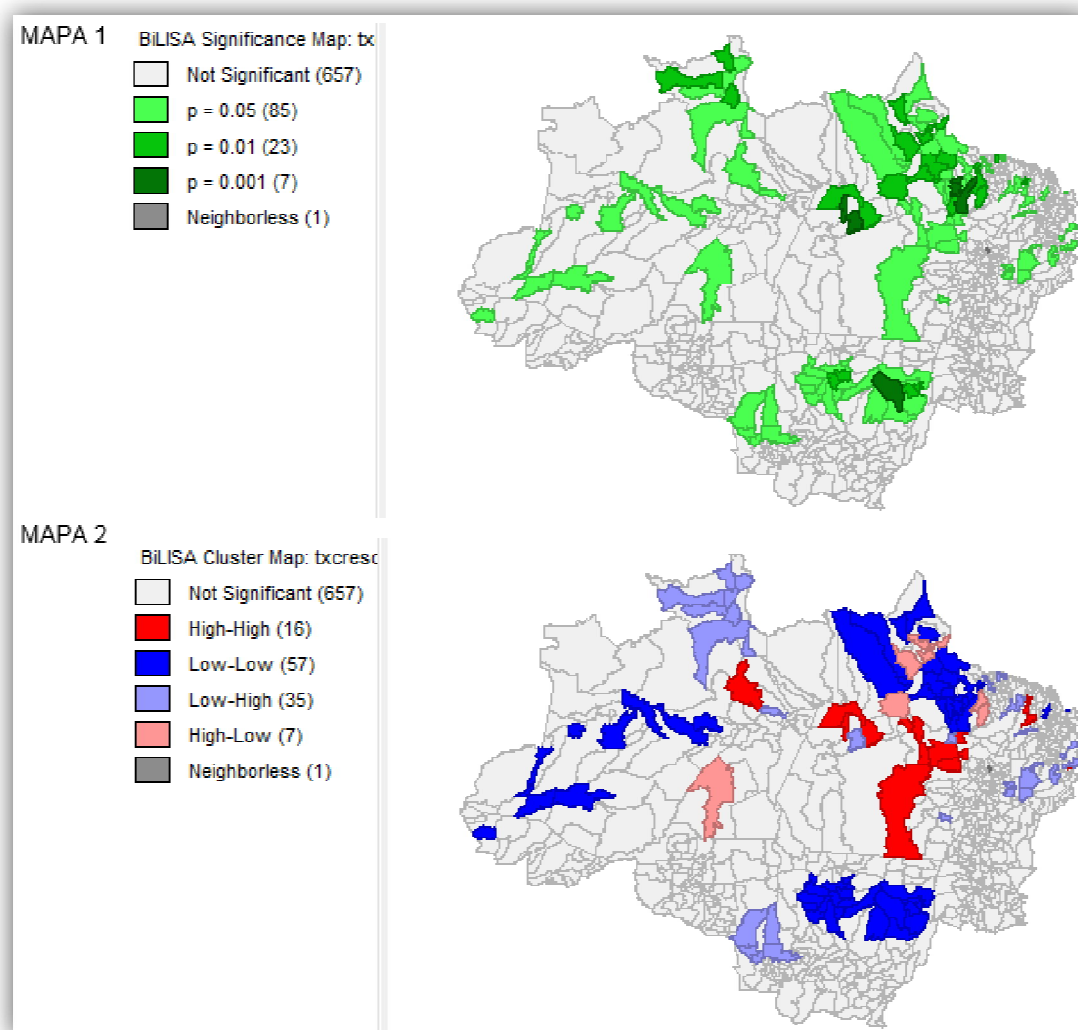 MAPA 1
BiLISA Significance Map: tx
Not Significant (657)
p = 0.05 (85)
p = 0.01 (23)
p = 0.001 (7)
Neighborless (1)
MAPA 2
BiLISA Cluster Map: txcresc
Not Significant (657)
High-High (16)
Low-Low (57)
Low-High (35)
High-Low (7)
Neighborless (1)